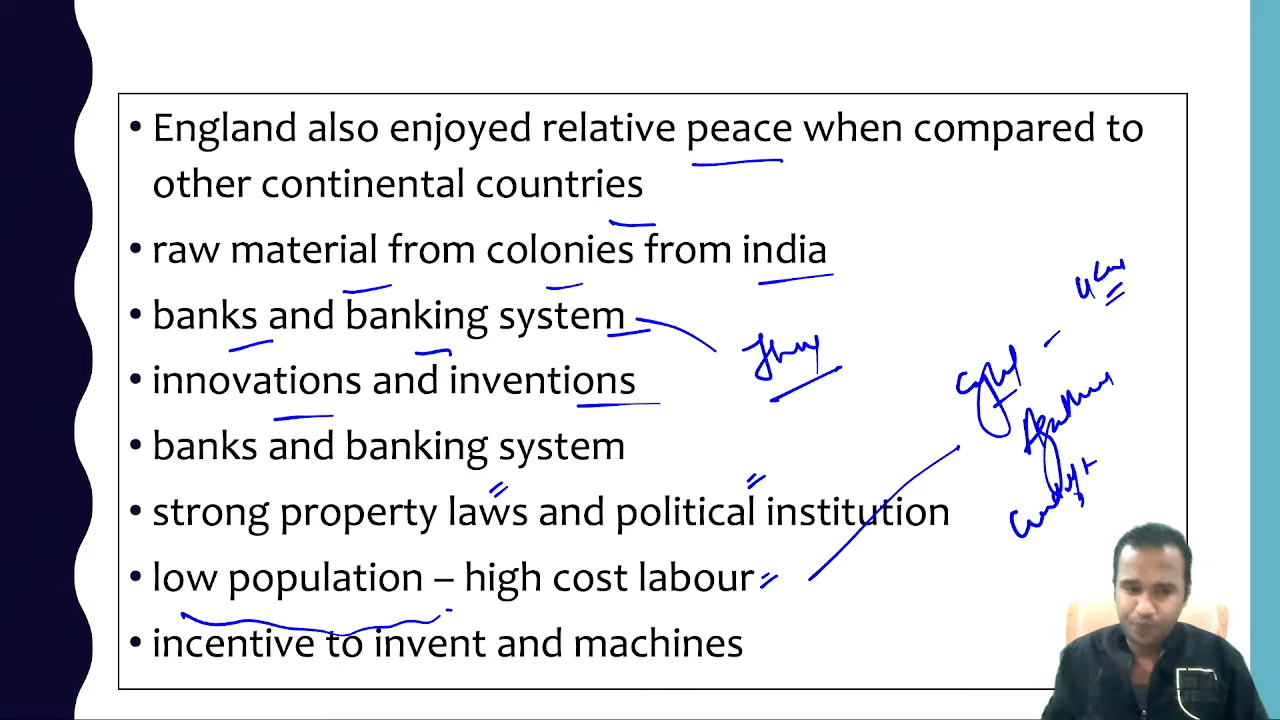 • England also enjoyed relative peace when compared to
other continental countries
• raw material from colonies from india
• banks and banking system
• innovations and inventions
• banks and banking system
• strong property laws and political institution
• low population – high cost labour
• incentive to invent and machines